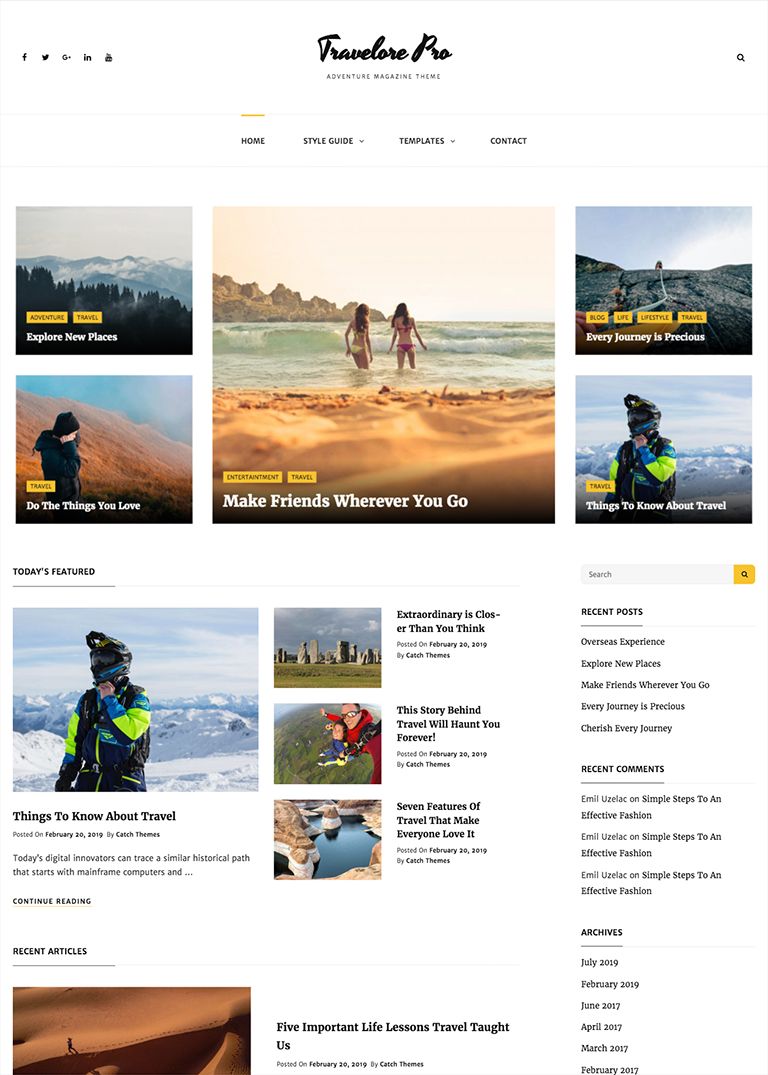 Travelore Pro
ADVENTURE MAGAZINE THEME
HOME
STYLE GUIDE
TEMPLATES
CONTACT
ADVENTURE
TRAVEL
Explore New Places
TRAVEL
Do The Things You Love
ENTERTAINTMENT
TRAVEL
Make Friends Wherever You Go
BLOG
LIFE
LIFESTYLE
TRAVEL
Every Journey is Precious
TRAVEL
Things To Know About Travel
TODAY'S FEATURED
Things To Know About Travel
Posted On February 20, 2019 By Catch Themes
Today's digital innovators can trace a similar historical path
that starts with mainframe computers and ...
CONTINUE READING
Extraordinary is Clos-
er Than You Think
Posted On February 20, 2019
By Catch Themes
This Story Behind
Travel Will Haunt You
Forever!
Posted On February 20, 2019
By Catch Themes
Seven Features Of
Travel That Make
Everyone Love It
Posted On February 20, 2019
By Catch Themes
RECENT ARTICLES
Five Important Life Lessons Travel Taught
Us
Posted On February 20, 2019 By Catch Themes
Search
RECENT POSTS
Overseas Experience
Explore New Places
Make Friends Wherever You Go
Every Journey is Precious
Cherish Every Journey
RECENT COMMENTS
Emil Uzelac on Simple Steps To An
Effective Fashion
Emil Uzelac on Simple Steps To An
Effective Fashion
Emil Uzelac on Simple Steps To An
Effective Fashion
ARCHIVES
July 2019
February 2019
June 2017
April 2017
March 2017
February 2017